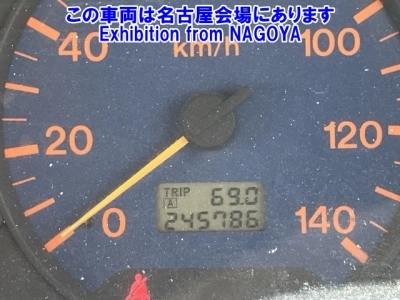 この車両は名古屋会場にあります
Exhibition from NAGOYA
40 km/h 100
20 120
TRIP 69.0
A 245786
0 140